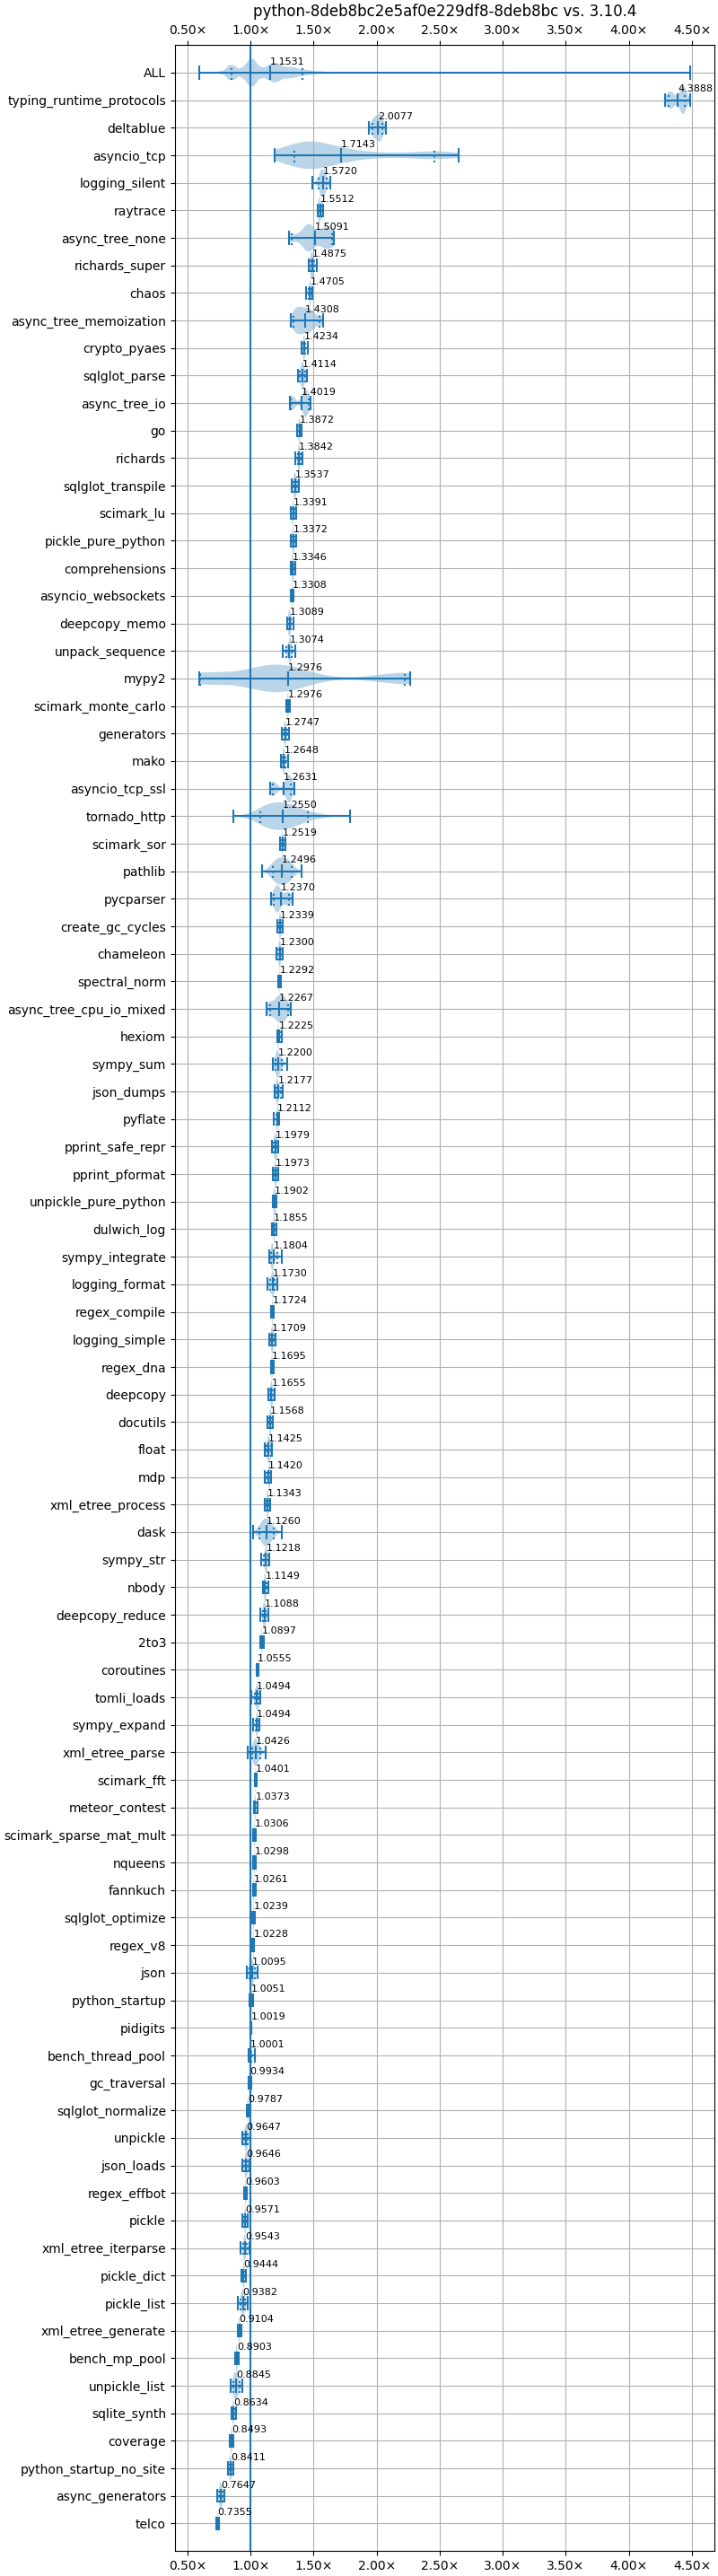 python-8deb8bc2e5af0e229df8-8deb8bc vs. 3.10.4
0.50× 1.00× 1.50× 2.00× 2.50× 3.00× 3.50× 4.00× 4.50×
ALL 1.1531
typing_runtime_protocols 4.3888
deltablue 2.0077
asyncio_tcp 1.7143
logging_silent 1.5720
raytrace 1.5512
async_tree_none 1.5091
richards_super 1.4875
chaos 1.4705
async_tree_memoization 1.4308
crypto_pyaes 1.4234
sqlglot_parse 1.4114
async_tree_io 1.4019
go 1.3872
richards 1.3842
sqlglot_transpile 1.3537
scimark_lu 1.3391
pickle_pure_python 1.3372
comprehensions 1.3346
asyncio_websockets 1.3308
deepcopy_memo 1.3089
unpack_sequence 1.3074
mypy2 1.2976
scimark_monte_carlo 1.2976
generators 1.2747
mako 1.2648
asyncio_tcp_ssl 1.2631
tornado_http 1.2550
scimark_sor 1.2519
pathlib 1.2496
pycparser 1.2370
create_gc_cycles 1.2339
chameleon 1.2300
spectral_norm 1.2292
async_tree_cpu_io_mixed 1.2267
hexiom 1.2225
sympy_sum 1.2200
json_dumps 1.2177
pyflate 1.2112
pprint_safe_repr 1.1979
pprint_pformat 1.1973
unpickle_pure_python 1.1902
dulwich_log 1.1855
sympy_integrate 1.1804
logging_format 1.1730
regex_compile 1.1724
logging_simple 1.1709
regex_dna 1.1695
deepcopy 1.1655
docutils 1.1568
float 1.1425
mdp 1.1420
xml_etree_process 1.1343
dask 1.1260
sympy_str 1.1218
nbody 1.1149
deepcopy_reduce 1.1088
2to3 1.0897
coroutines 1.0555
tomli_loads 1.0494
sympy_expand 1.0494
xml_etree_parse 1.0426
scimark_fft 1.0401
meteor_contest 1.0373
scimark_sparse_mat_mult 1.0306
nqueens 1.0298
fannkuch 1.0261
sqlglot_optimize 1.0239
regex_v8 1.0228
json 1.0095
python_startup 1.0051
pidigits 1.0019
bench_thread_pool 1.0001
gc_traversal 0.9934
sqlglot_normalize 0.9787
unpickle 0.9647
json_loads 0.9646
regex_effbot 0.9603
pickle 0.9571
xml_etree_iterparse 0.9543
pickle_dict 0.9444
pickle_list 0.9382
xml_etree_generate 0.9104
bench_mp_pool 0.8903
unpickle_list 0.8845
sqlite_synth 0.8634
coverage 0.8493
python_startup_no_site 0.8411
async_generators 0.7647
telco 0.7355
0.50× 1.00× 1.50× 2.00× 2.50× 3.00× 3.50× 4.00× 4.50×